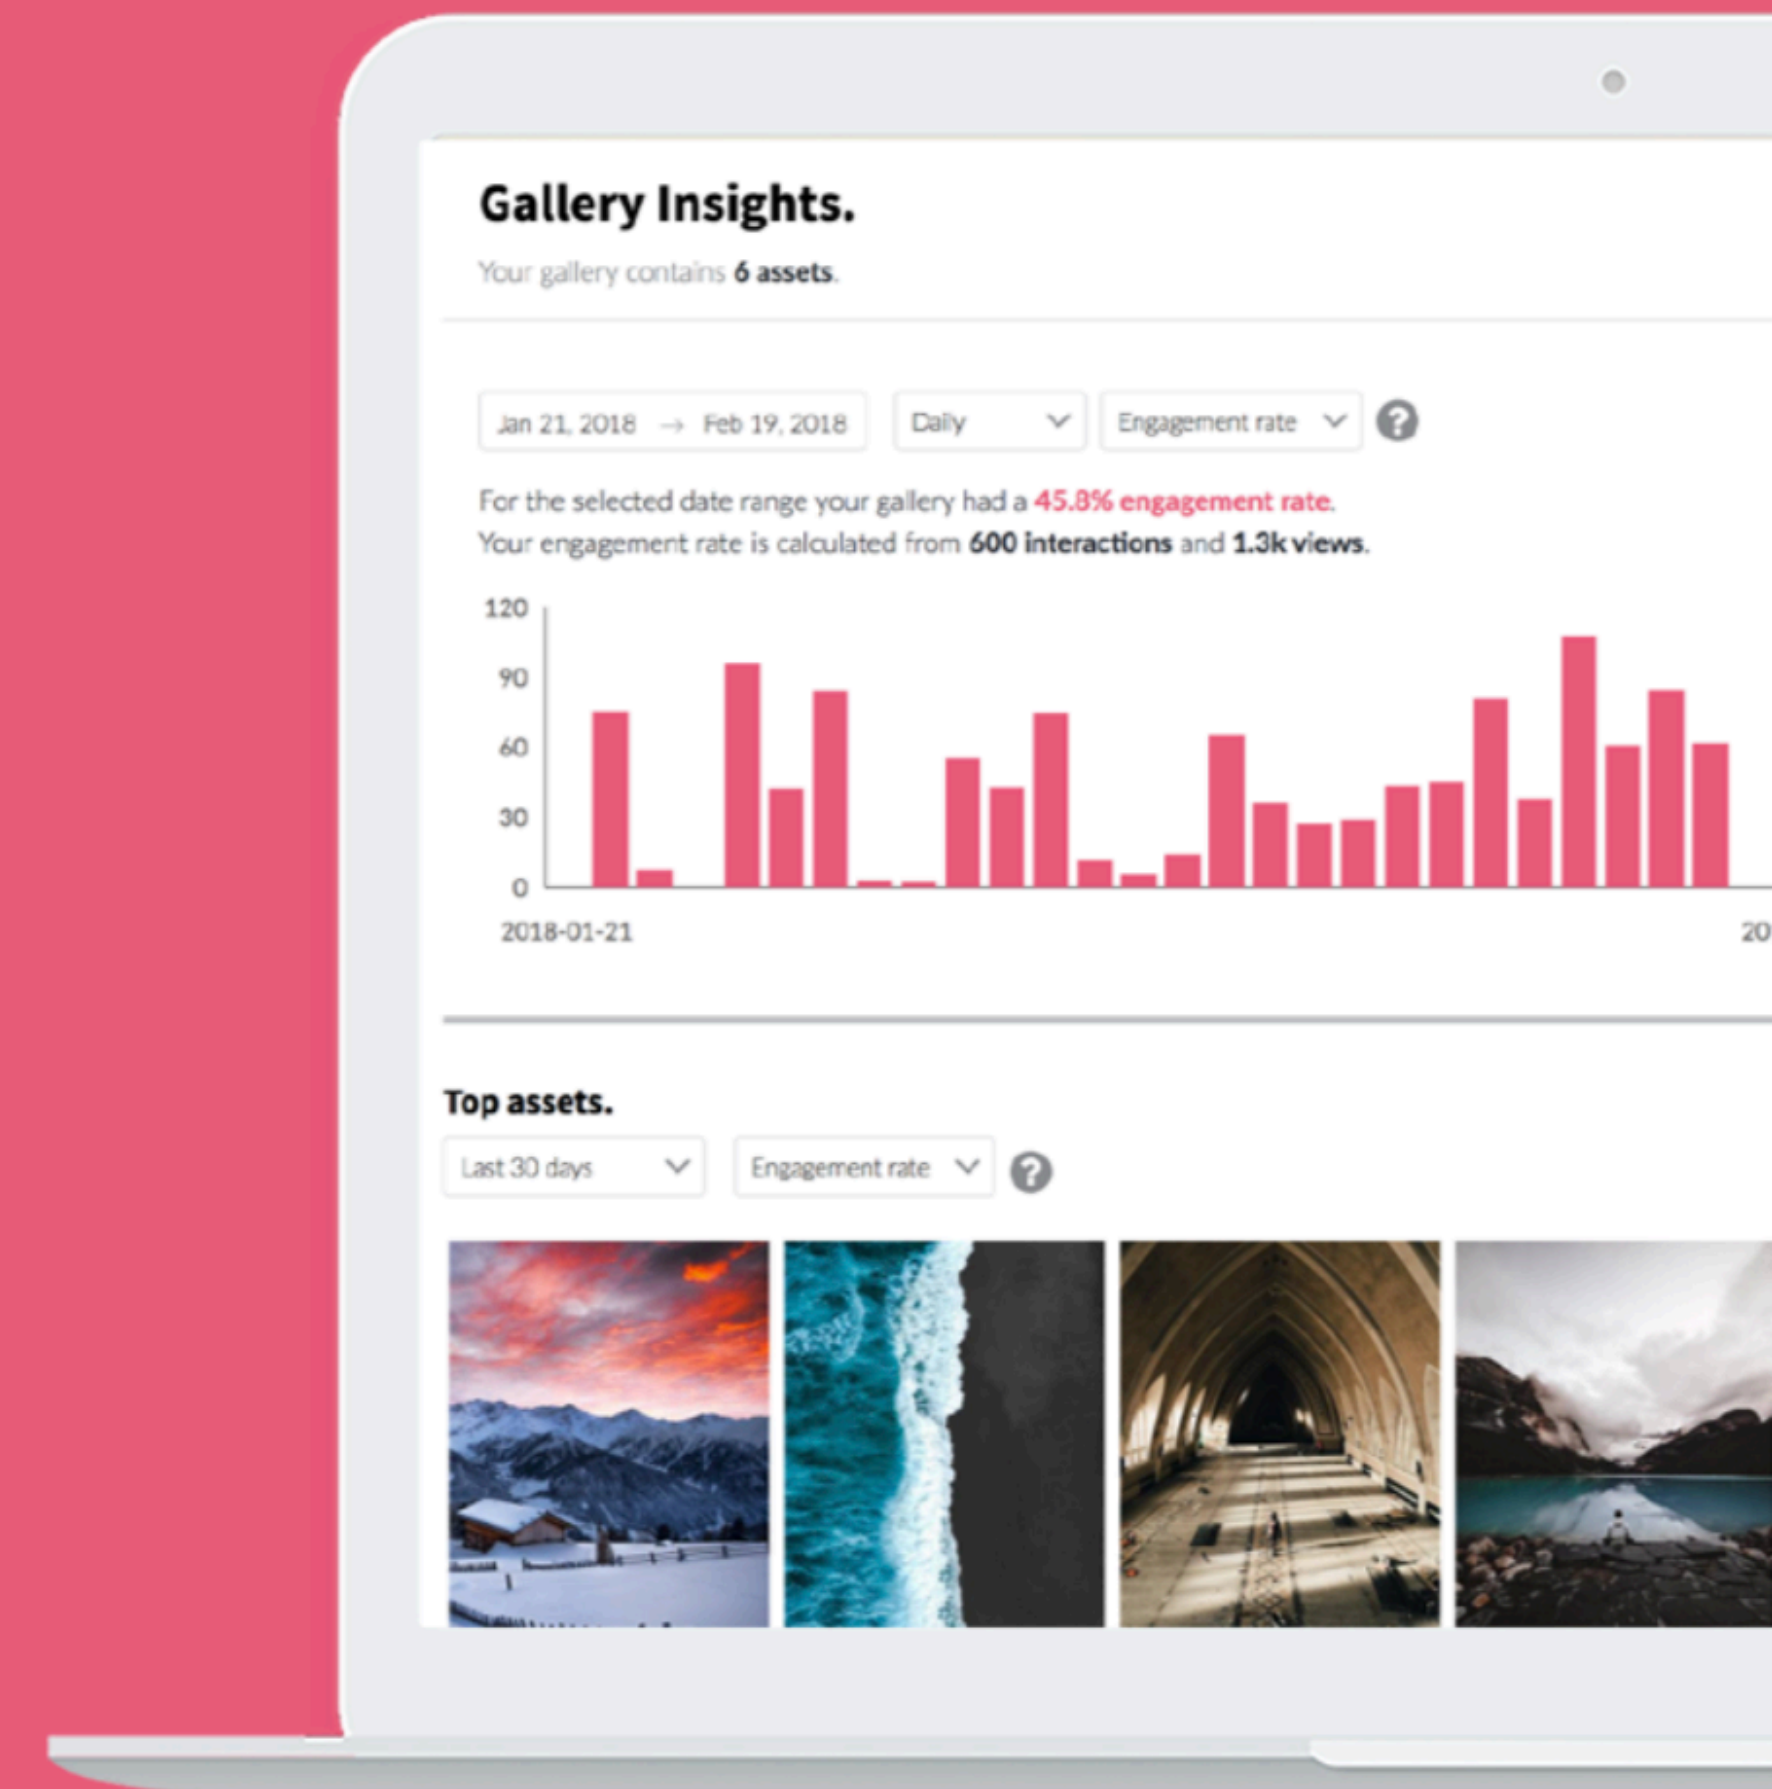 Gallery Insights.
Your gallery contains 6 assets.
Jan 21, 2018 → Feb 19, 2018 Daily Engagement rate ?
For the selected date range your gallery had a 45.8% engagement rate.
Your engagement rate is calculated from 600 interactions and 1.3k views.
120
90
60
30
0
2018-01-21 20
Top assets.
Last 30 days Engagement rate ?